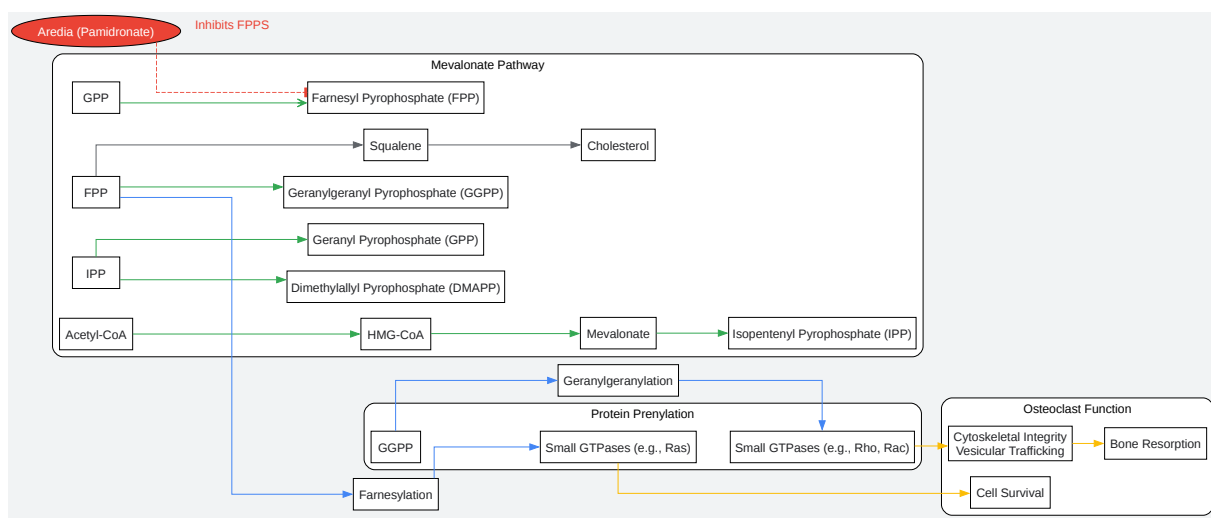 Aredia (Pamidronate)
Inhibits FPPS
Mevalonate Pathway
GPP
Farnesyl Pyrophosphate (FPP)
Squalene
Cholesterol
FPP
Geranylgeranyl Pyrophosphate (GGPP)
Geranyl Pyrophosphate (GPP)
IPP
Dimethylallyl Pyrophosphate (DMAPP)
Acetyl-CoA
HMG-CoA
Mevalonate
Isopentenyl Pyrophosphate (IPP)
Geranylgeranylation
Protein Prenylation
GGPP
Small GTPases (e.g., Ras)
Small GTPases (e.g., Rho, Rac)
Farnesylation
Osteoclast Function
Cytoskeletal Integrity
Vesicular Trafficking
Bone Resorption
Cell Survival